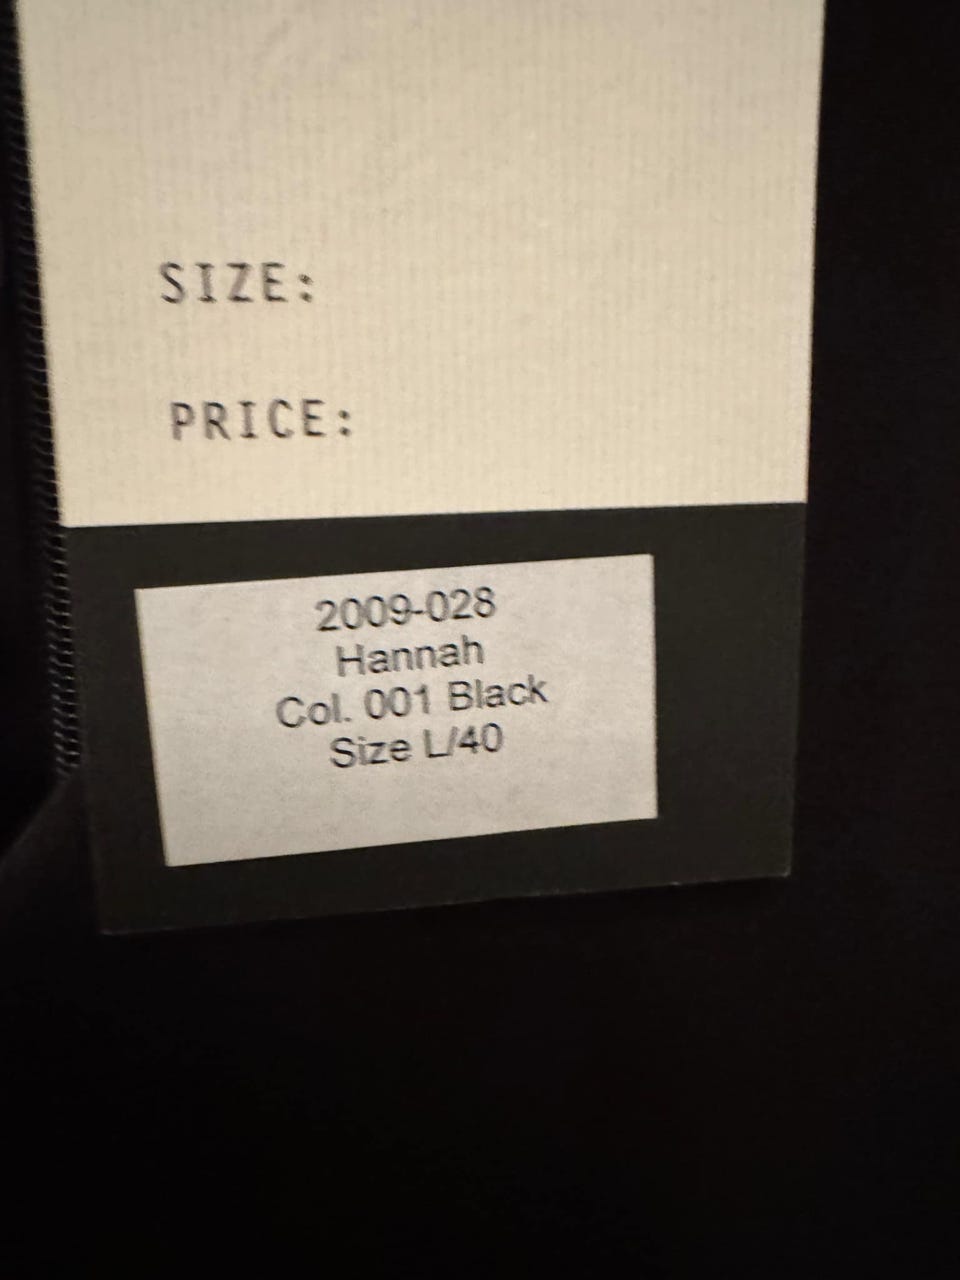 SIZE:
PRICE:
2009-028
Hannah
Col. 001 Black
Size L/40